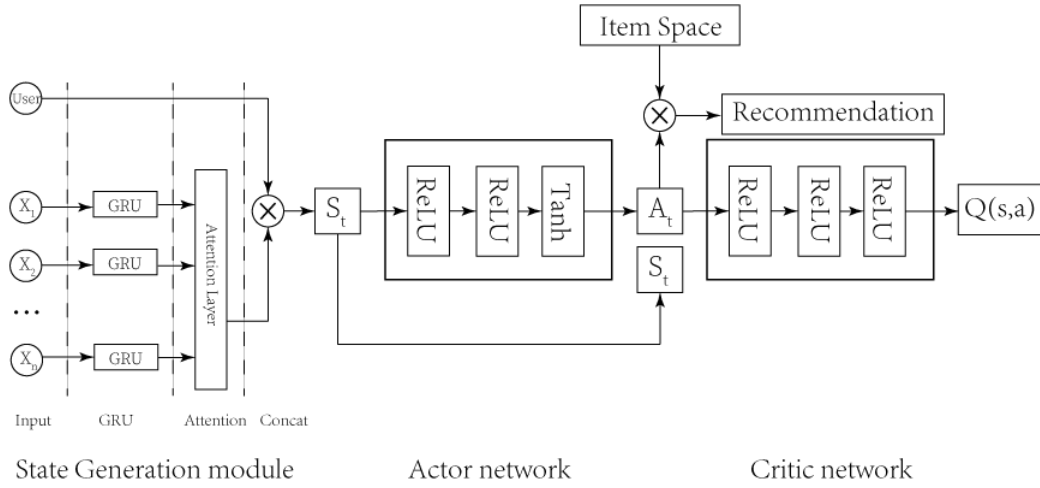 Item Space
User
Recommendation
X1
GRU
X2
GRU
...
Xn
GRU
Attention Layer
St
ReLU
ReLU
Tanh
At
St
ReLU
ReLU
ReLU
Q(s,a)
Input
GRU
Attention
Concat
State Generation module
Actor network
Critic network